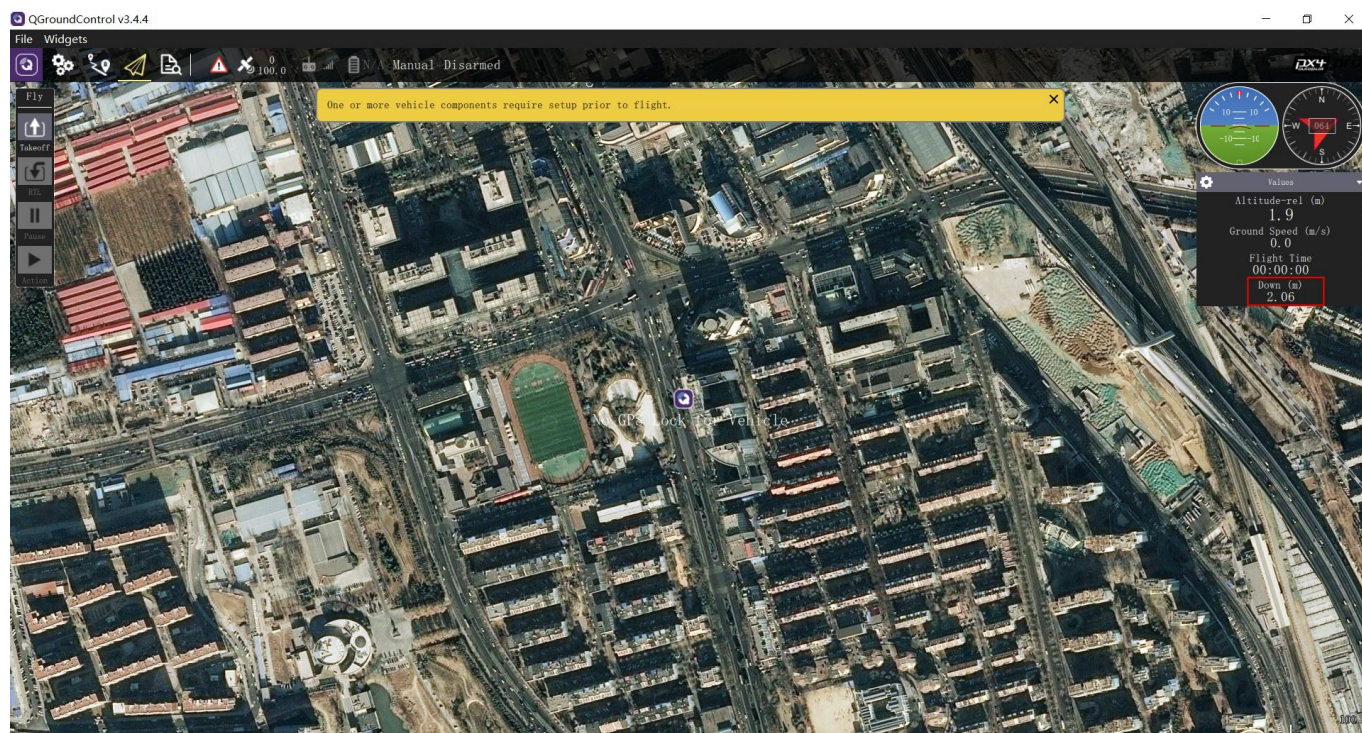 QGroundControl v3.4.4
File Widgets
0
100.0
N/A Manual Disarmed
Fly
One or more vehicle components require setup prior to flight.
Takeoff
RTL
Pause
Action
10 10
-10 -10
N
W 061 E
S
Values
Altitude-rel (m)
1.9
Ground Speed (m/s)
0.0
Flight Time
00:00:00
Down (m)
2.06
No GPS Lock for Vehicle